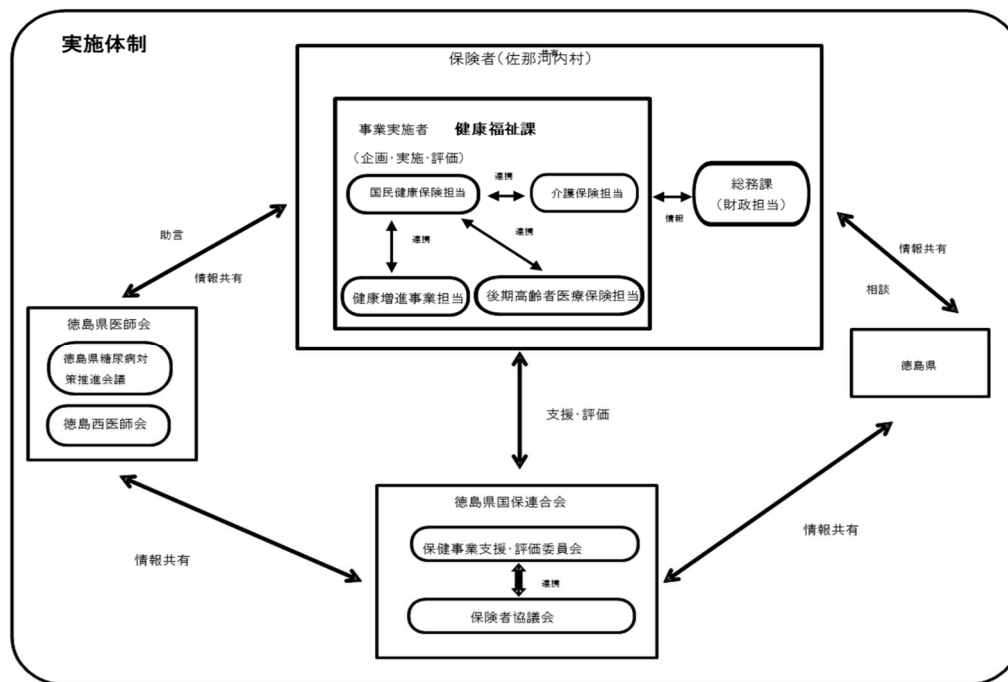 実施体制
共有
保険者(佐那河内村)
事業実施者 健康福祉課
(企画・実施・評価)
国民健康保険担当
連携
介護保険担当
情報
総務課
(財政担当)
連携
連携
健康増進事業担当
後期高齢者医療保険担当
助言
情報共有
情報共有
相談
徳島県医師会
徳島県糖尿病対
策推進会議
徳島西医師会
徳島県
支援・評価
徳島県国保連合会
保健事業支援・評価委員会
連携
保険者協議会
情報共有
情報共有